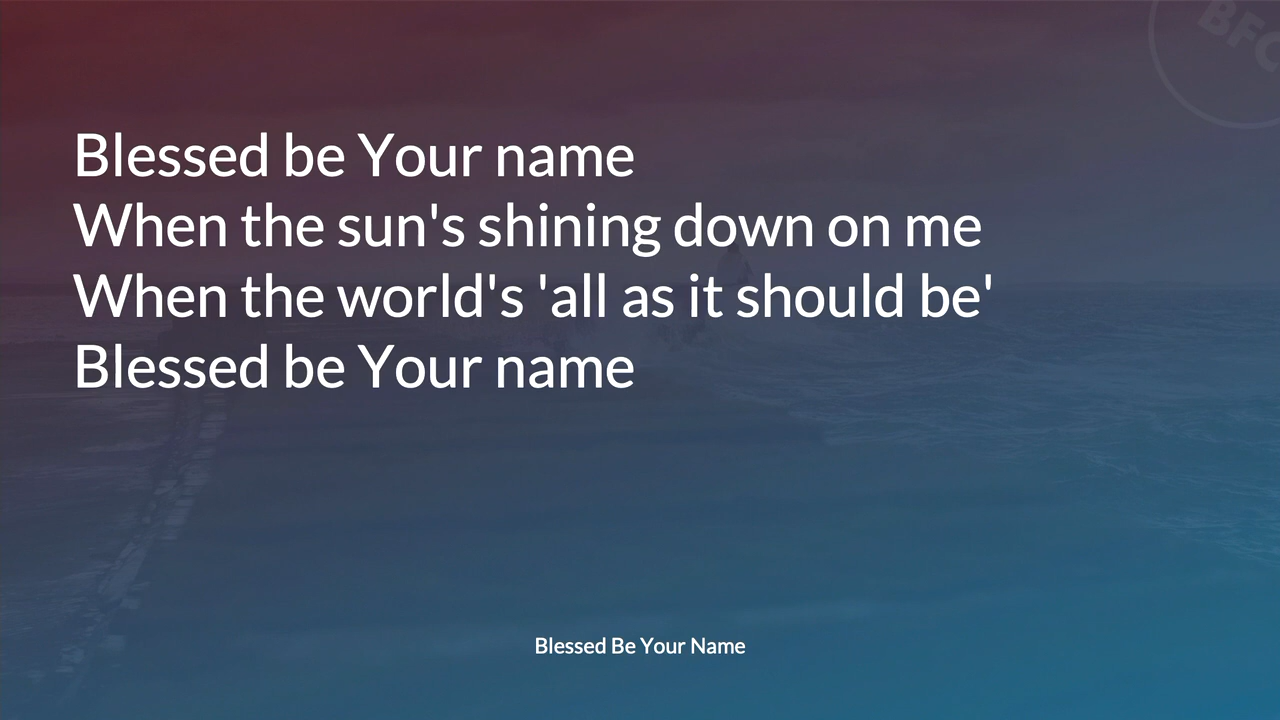 BFC
Blessed be Your name
When the sun's shining down on me
When the world's 'all as it should be'
Blessed be Your name
Blessed Be Your Name